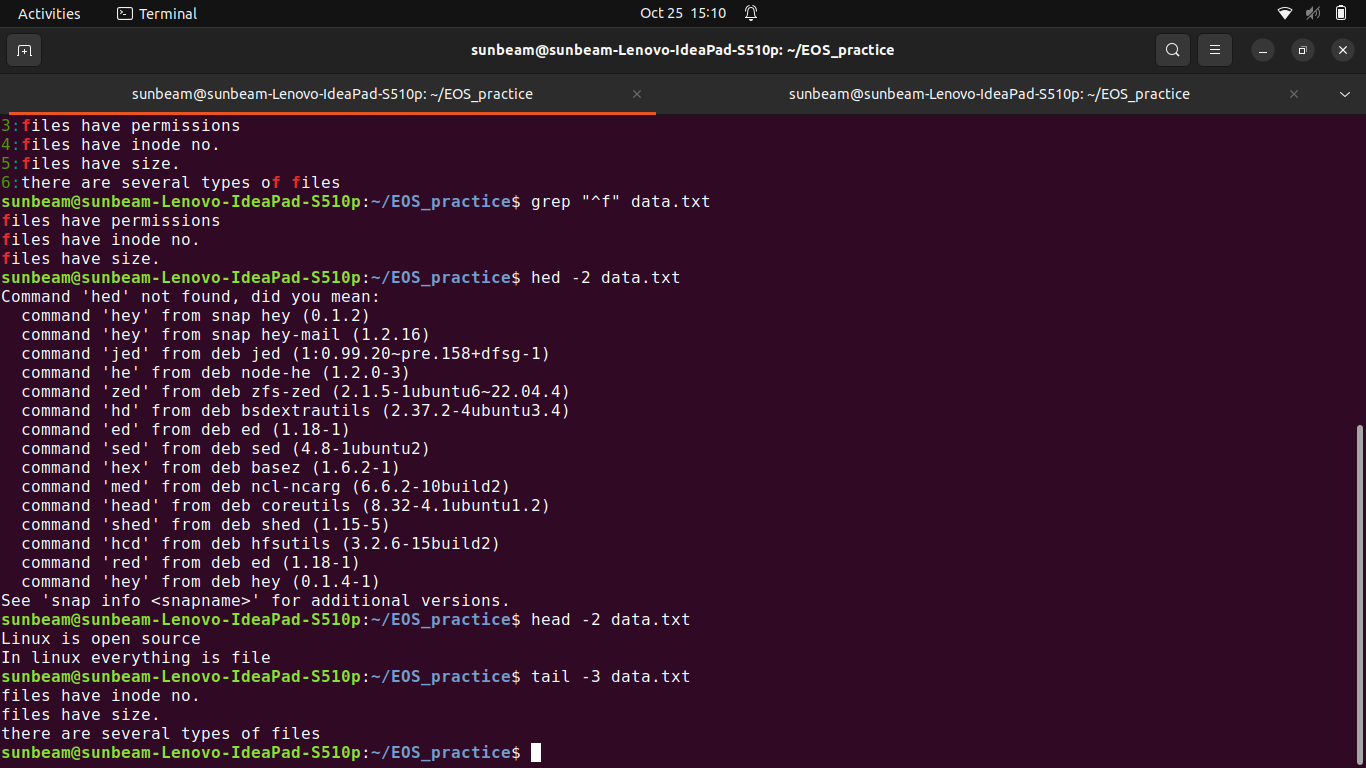 Activities Terminal Oct 25 15:10
sunbeam@sunbeam-Lenovo-IdeaPad-S510p: ~/EOS_practice
sunbeam@sunbeam-Lenovo-IdeaPad-S510p: ~/EOS_practice sunbeam@sunbeam-Lenovo-IdeaPad-S510p: ~/EOS_practice
3:files have permissions
4:files have inode no.
5:files have size.
6:there are several types of files
sunbeam@sunbeam-Lenovo-IdeaPad-S510p:~/EOS_practice$ grep "^f" data.txt
files have permissions
files have inode no.
files have size.
sunbeam@sunbeam-Lenovo-IdeaPad-S510p:~/EOS_practice$ hed -2 data.txt
Command 'hed' not found, did you mean:
  command 'hey' from snap hey (0.1.2)
  command 'hey' from snap hey-mail (1.2.16)
  command 'jed' from deb jed (1:0.99.20~pre.158+dfsg-1)
  command 'he' from deb node-he (1.2.0-3)
  command 'zed' from deb zfs-zed (2.1.5-1ubuntu6~22.04.4)
  command 'hd' from deb bsdextrautils (2.37.2-4ubuntu3.4)
  command 'ed' from deb ed (1.18-1)
  command 'sed' from deb sed (4.8-1ubuntu2)
  command 'hex' from deb basez (1.6.2-1)
  command 'med' from deb ncl-ncarg (6.6.2-10build2)
  command 'head' from deb coreutils (8.32-4.1ubuntu1.2)
  command 'shed' from deb shed (1.15-5)
  command 'hcd' from deb hfsutils (3.2.6-15build2)
  command 'red' from deb ed (1.18-1)
  command 'hey' from deb hey (0.1.4-1)
See 'snap info <snapname>' for additional versions.
sunbeam@sunbeam-Lenovo-IdeaPad-S510p:~/EOS_practice$ head -2 data.txt
Linux is open source
In linux everything is file
sunbeam@sunbeam-Lenovo-IdeaPad-S510p:~/EOS_practice$ tail -3 data.txt
files have inode no.
files have size.
there are several types of files
sunbeam@sunbeam-Lenovo-IdeaPad-S510p:~/EOS_practice$